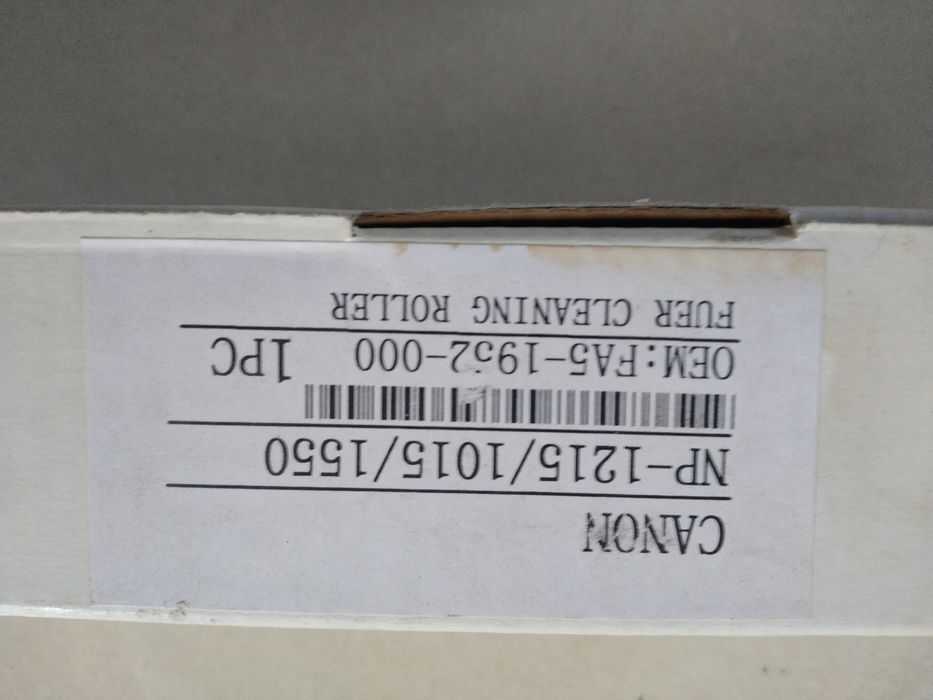 CANON
NP-1215/1015/1550
OEM:FA5-1952-000 1PC
FUER CLEANING ROLLER